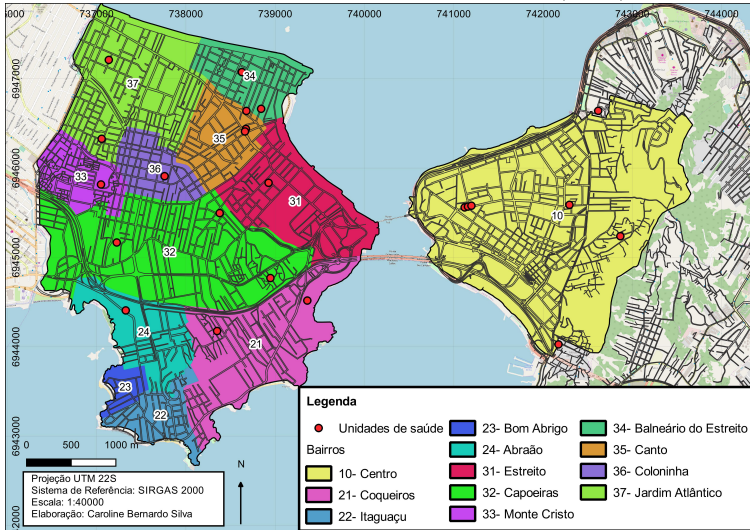 6000 737000 738000 739000 740000 741000 742000 743000 744000
6947000
6946000
6945000
6944000
6943000
2000
37
34
35
33
36
31
32
10
24
21
23
22
0 500 1000 m
N
Projeção UTM 22S
Sistema de Referência: SIRGAS 2000
Escala: 1:40000
Elaboração: Caroline Bernardo Silva
Legenda
Unidades de saúde
Bairros
10- Centro
21- Coqueiros
22- Itaguaçu
23- Bom Abrigo
24- Abraão
31- Estreito
32- Capoeiras
33- Monte Cristo
34- Balneário do Estreito
35- Canto
36- Coloninha
37- Jardim Atlântico